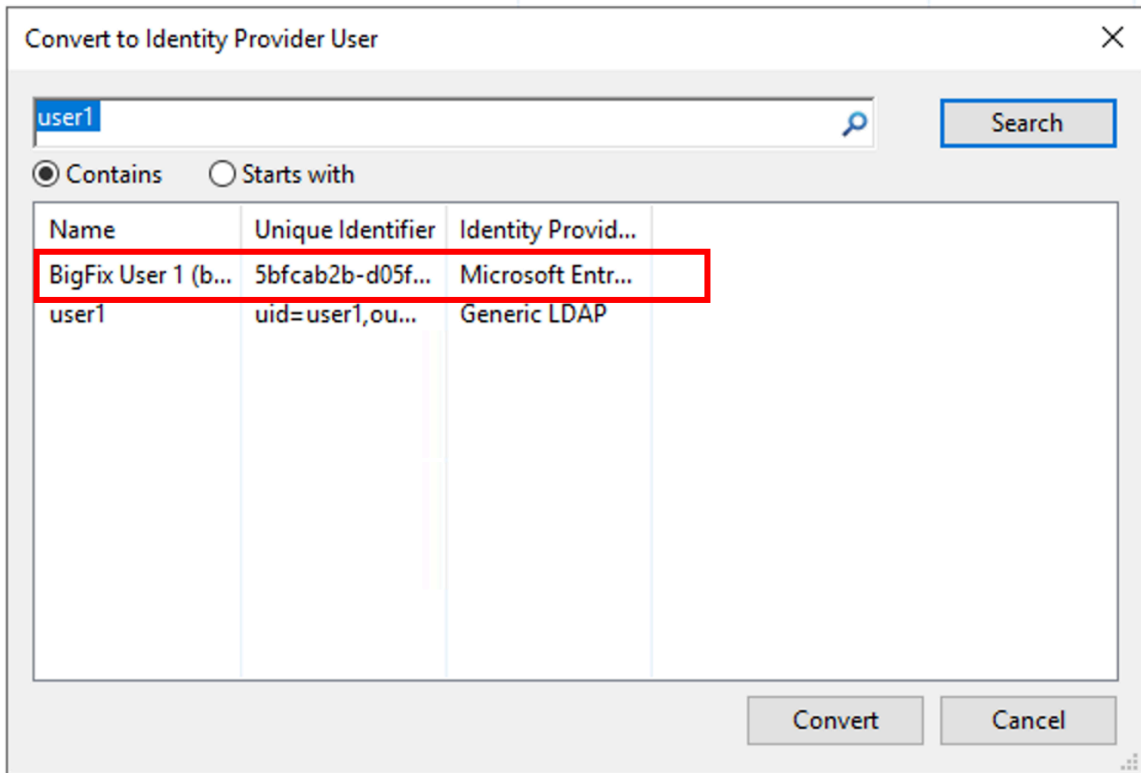 Convert to Identity Provider User
user1
Search
Contains Starts with
Name Unique Identifier Identity Provid...
BigFix User 1 (b... 5bfcab2b-d05f... Microsoft Entr...
user1 uid=user1,ou... Generic LDAP
Convert Cancel